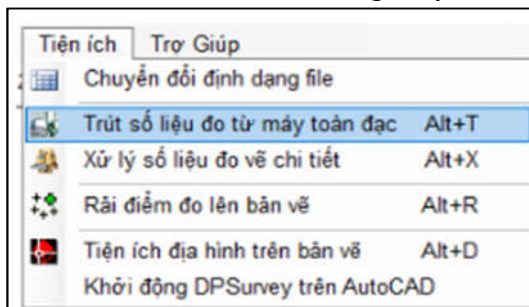 Tiện ích Trợ Giúp
Chuyển đổi định dạng file
Trút số liệu đo từ máy toàn đạc Alt+T
Xử lý số liệu đo vẽ chi tiết Alt+X
Rải điểm đo lên bản vẽ Alt+R
Tiện ích địa hình trên bản vẽ Alt+D
Khởi động DPSurvey trên AutoCAD